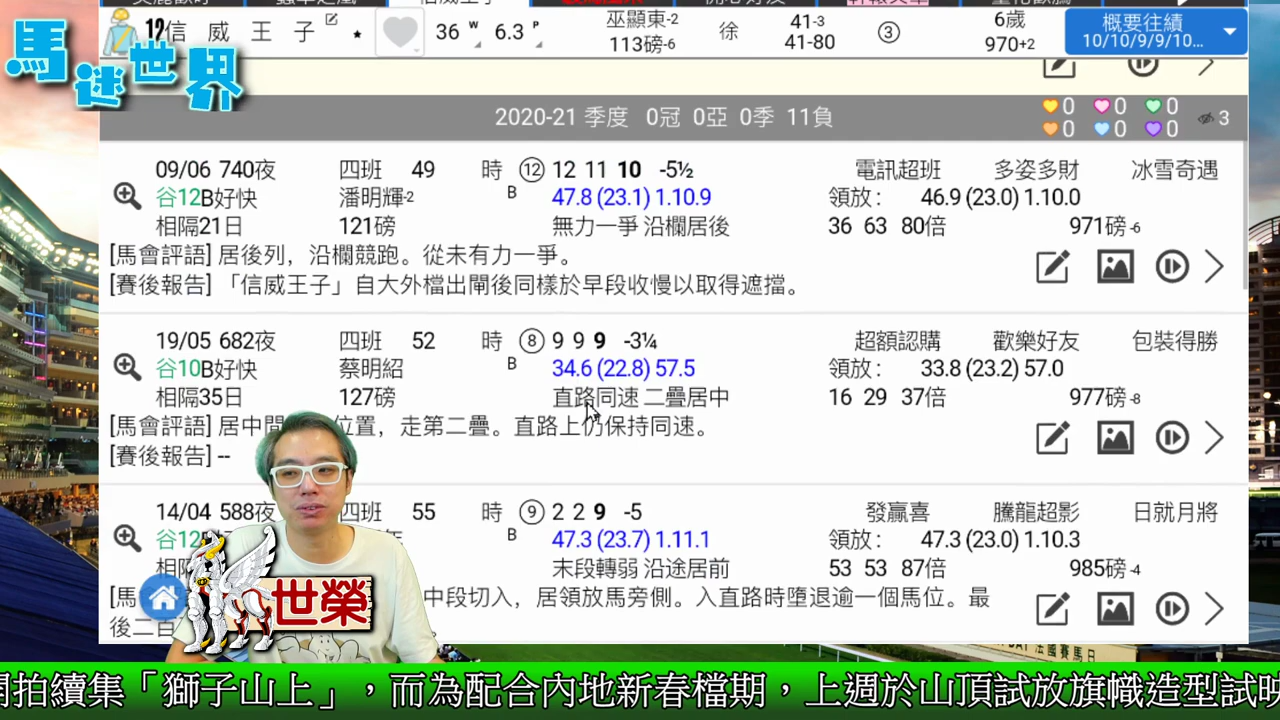 馬迷世界
12信 威 王 子 36 W 6.3 P 巫顯東-2 徐 41-3 ③ 6歲 概要往績
113磅-6 41-80 970+2 10/10/9/9/10...
2020-21 季度 0冠 0亞 0季 11負 0 0 0 3
0 0 0
09/06 740夜 四班 49 時 ⑫ 12 11 10 -5½ 電訊超班 多姿多財 冰雪奇遇
谷12B好快 潘明輝-2 B 47.8 (23.1) 1.10.9 領放: 46.9 (23.0) 1.10.0
相隔21日 121磅 無力一爭 沿欄居後 36 63 80倍 971磅-6
[馬會評語] 居後列，沿欄競跑。從未有力一爭。
[賽後報告] 「信威王子」自大外檔出閘後同樣於早段收慢以取得遮擋。
19/05 682夜 四班 52 時 ⑧ 9 9 9 -3¼ 超額認購 歡樂好友 包裝得勝
谷10B好快 蔡明紹 B 34.6 (22.8) 57.5 領放: 33.8 (23.2) 57.0
相隔35日 127磅 直路同速 二疊居中 16 29 37倍 977磅-8
[馬會評語] 居中間 位置，走第二疊。直路上仍保持同速。
[賽後報告] --
14/04 588夜 四班 55 時 ⑨ 2 2 9 -5 發贏喜 騰龍超影 日就月將
谷12 B 47.3 (23.7) 1.11.1 領放: 47.3 (23.0) 1.10.3
相 末段轉弱 沿途居前 53 53 87倍 985磅-4
[馬 中段切入，居領放馬旁側。入直路時墮退逾一個馬位。最
後二百
世榮
法國賽馬日
開拍續集「獅子山上」，而為配合內地新春檔期，上週於山頂試放旗幟造型試映